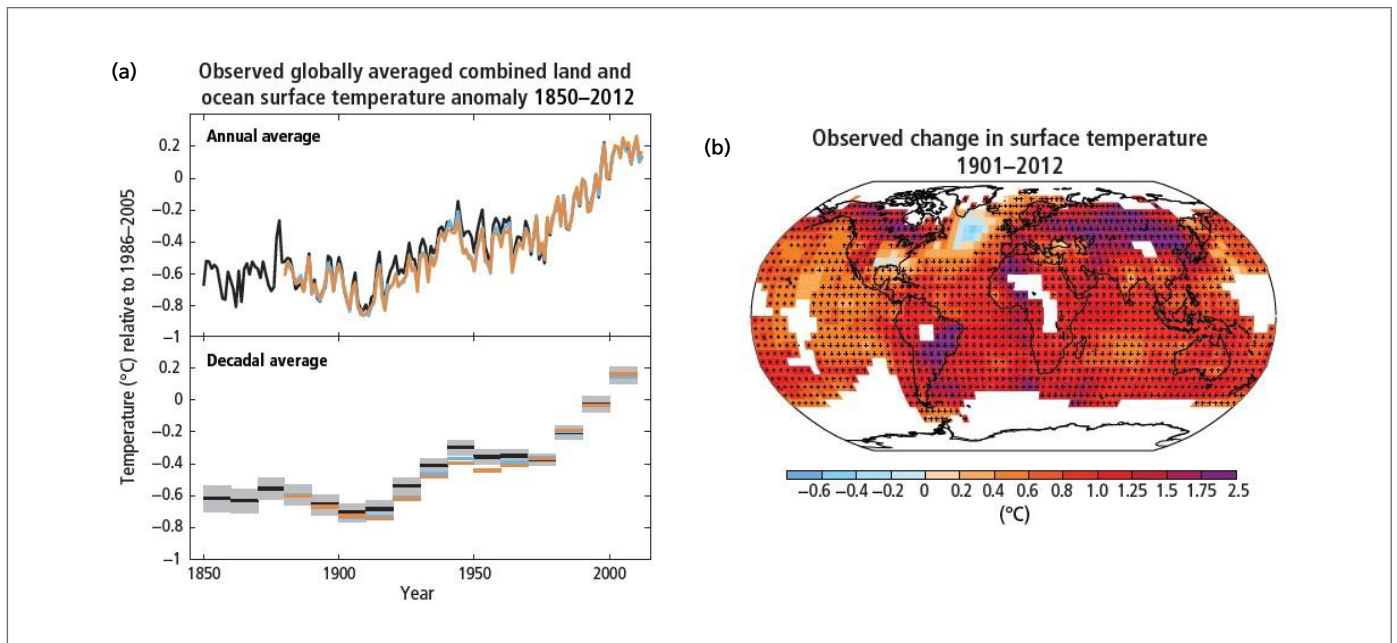 (a)
Observed globally averaged combined land and
ocean surface temperature anomaly 1850–2012
Annual average
0.2
0
−0.2
−0.4
−0.6
−0.8
−1
Decadal average
0.2
0
−0.2
−0.4
−0.6
−0.8
−1
Temperature (°C) relative to 1986–2005
1850 1900 1950 2000
Year
(b)
Observed change in surface temperature
1901–2012
−0.6 −0.4 −0.2 0 0.2 0.4 0.6 0.8 1.0 1.25 1.5 1.75 2.5
(°C)